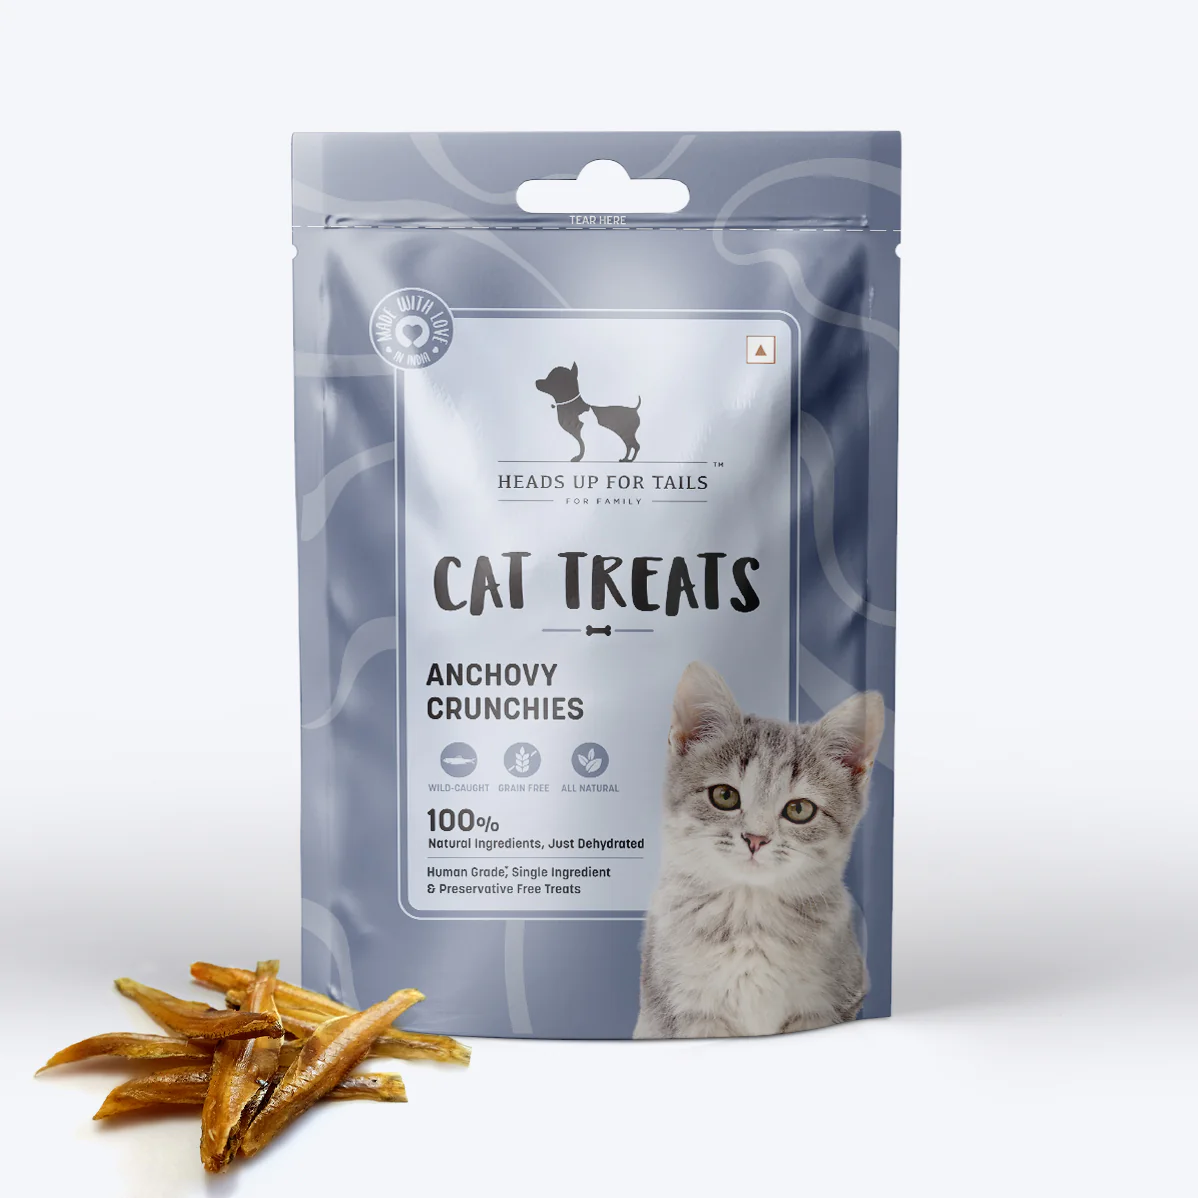 TEAR HERE
MADE WITH LOVE
IN INDIA
HEADS UP FOR TAILS™
FOR FAMILY
CAT TREATS
ANCHOVY
CRUNCHIES
WILD-CAUGHT GRAIN FREE ALL NATURAL
100%
Natural Ingredients, Just Dehydrated
Human Grade*, Single Ingredient
& Preservative Free Treats